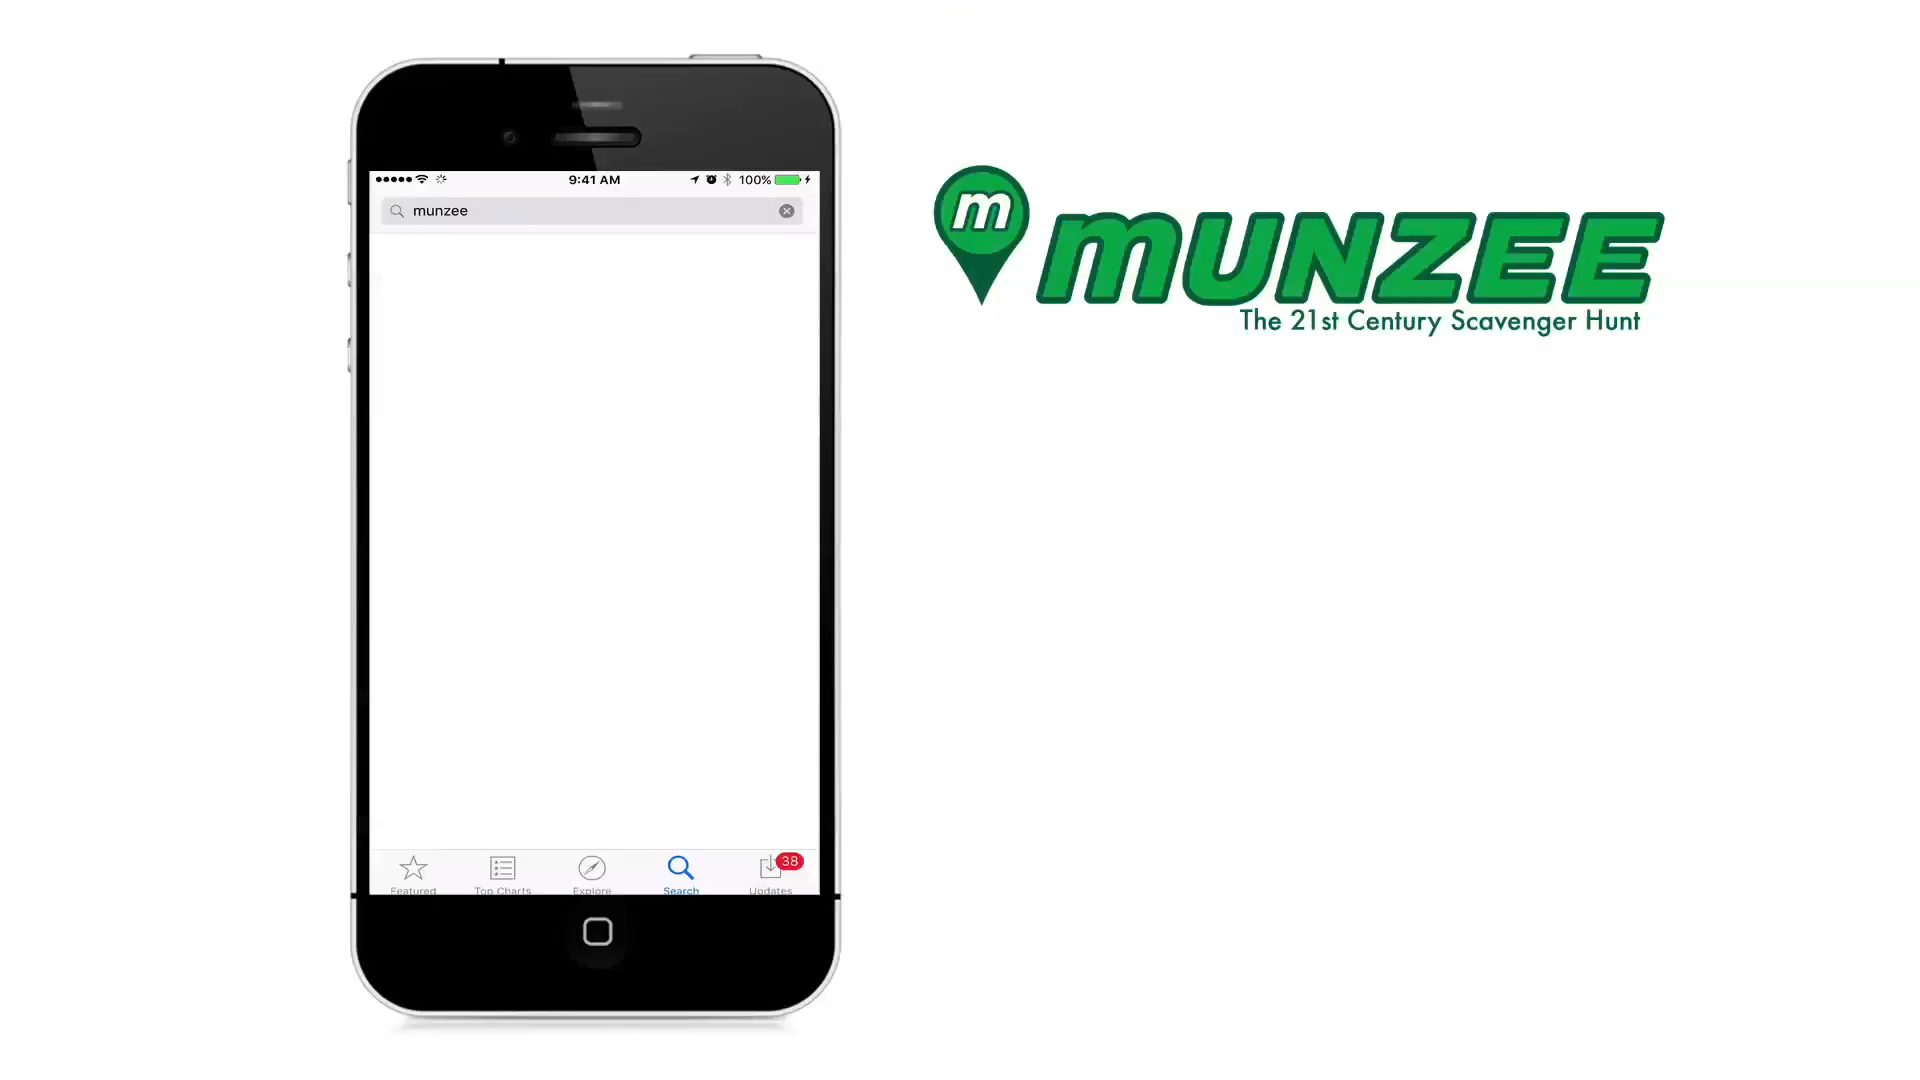 9:41 AM
100%
munzee
Featured
Top Charts
Explore
Search
38
Updates
m MUNZEE
The 21st Century Scavenger Hunt